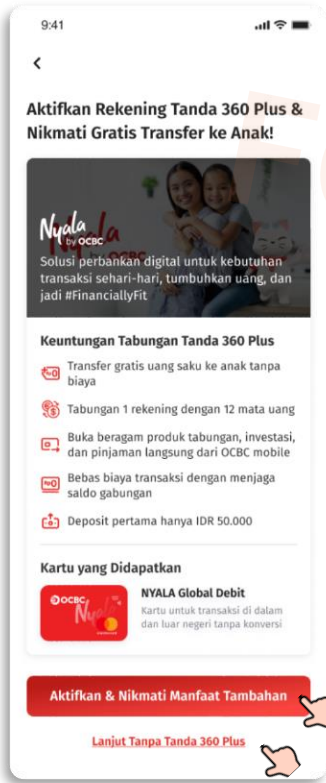 9:41
Aktifkan Rekening Tanda 360 Plus &
Nikmati Gratis Transfer ke Anak!
Nyala
by OCBC
Solusi perbankan digital untuk kebutuhan
transaksi sehari-hari, tumbuhkan uang, dan
jadi #FinanciallyFit
Keuntungan Tabungan Tanda 360 Plus
Transfer gratis uang saku ke anak tanpa
biaya
Tabungan 1 rekening dengan 12 mata uang
Buka beragam produk tabungan, investasi,
dan pinjaman langsung dari OCBC mobile
Bebas biaya transaksi dengan menjaga
saldo gabungan
Deposit pertama hanya IDR 50.000
Kartu yang Didapatkan
OCBC
Nyala
NYALA Global Debit
Kartu untuk transaksi di dalam
dan luar negeri tanpa konversi
Aktifkan & Nikmati Manfaat Tambahan
Lanjut Tanpa Tanda 360 Plus